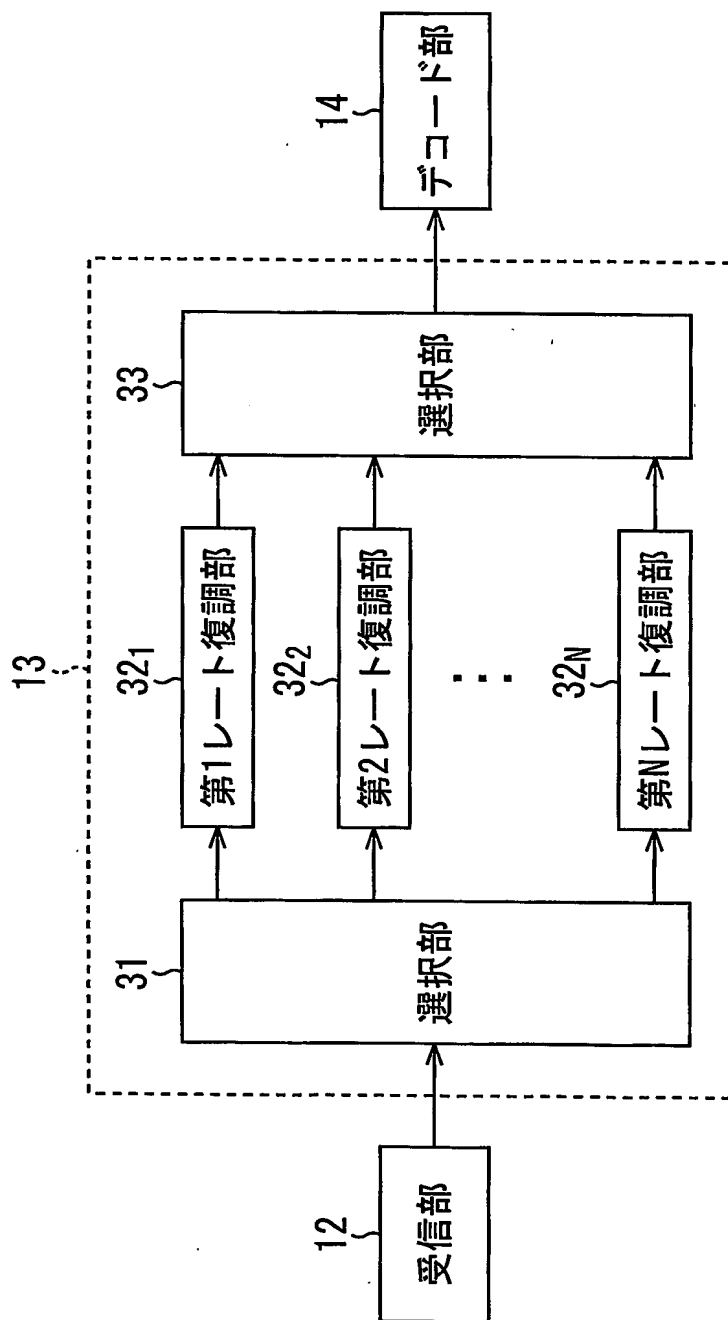 13
12
受信部
31
選択部
32₁
第1レート復調部
32₂
第2レート復調部
⋮
32N
第Nレート復調部
33
選択部
14
デコード部